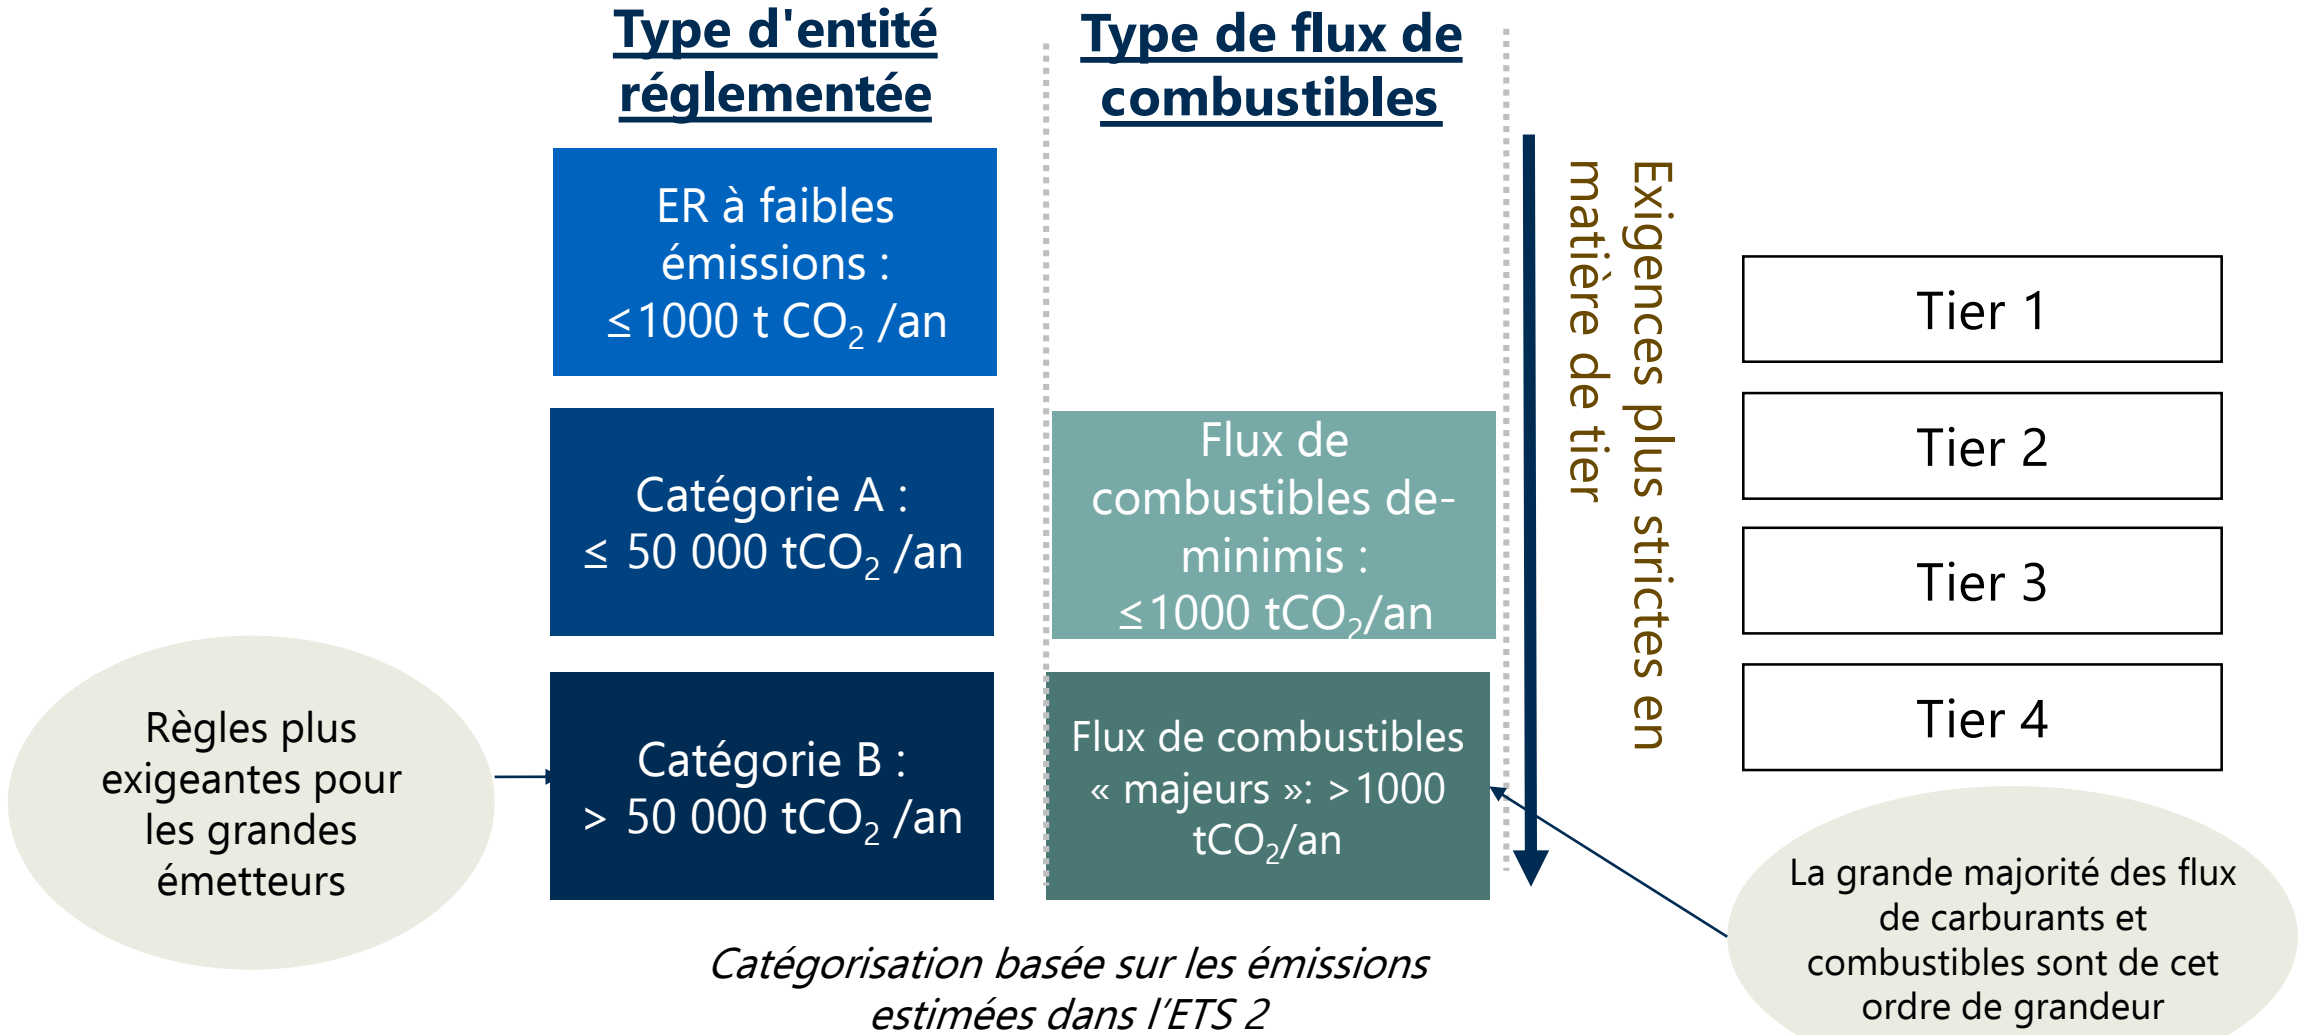 Type d'entité
réglementée
Type de flux de
combustibles
ER à faibles
émissions :
≤1000 t CO₂ /an
Catégorie A :
≤ 50 000 tCO₂ /an
Flux de
combustibles de-
minimis :
≤1000 tCO₂/an
Catégorie B :
> 50 000 tCO₂ /an
Flux de combustibles
« majeurs »: >1000
tCO₂/an
Exigences plus strictes en
matière de tier
Tier 1
Tier 2
Tier 3
Tier 4
Règles plus
exigeantes pour
les grandes
émetteurs
La grande majorité des flux
de carburants et
combustibles sont de cet
ordre de grandeur
Catégorisation basée sur les émissions
estimées dans l’ETS 2